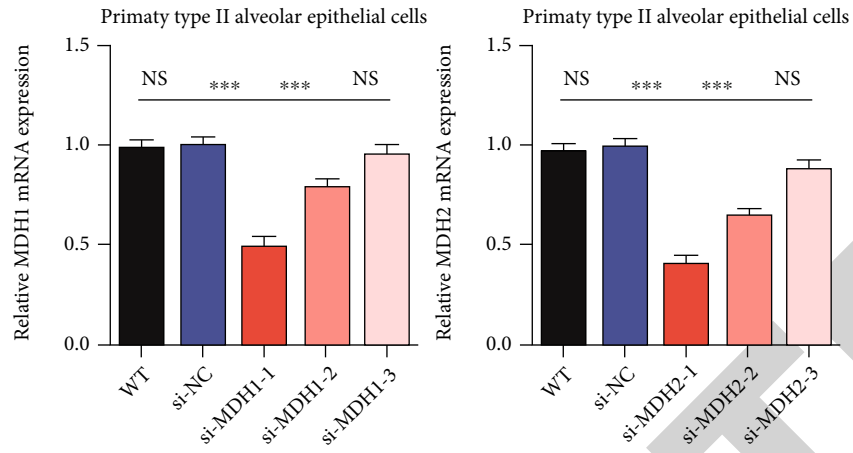 Primaty type II alveolar epithelial cells
Relative MDH1 mRNA expression
1.5
1.0
0.5
0.0
NS *** *** NS
WT
si-NC
si-MDH1-1
si-MDH1-2
si-MDH1-3
Primaty type II alveolar epithelial cells
Relative MDH2 mRNA expression
1.5
1.0
0.5
0.0
NS *** *** NS
WT
si-NC
si-MDH2-1
si-MDH2-2
si-MDH2-3